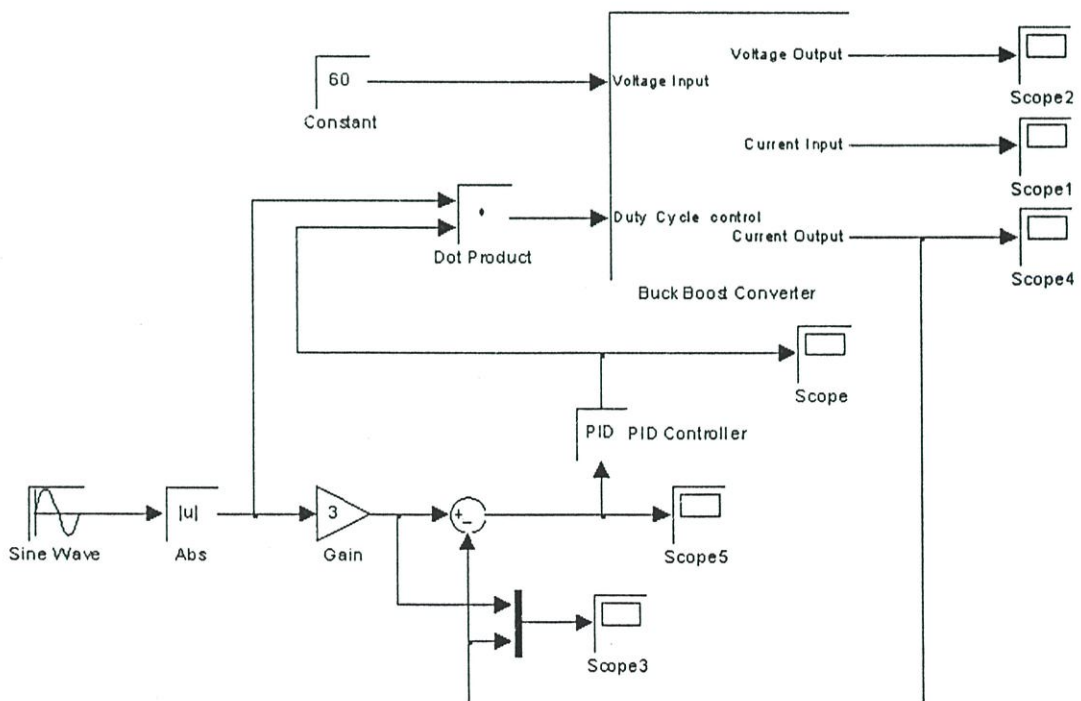 Voltage Output
Scope2
60
Voltage Input
Constant
Current Input
Scope1
Duty Cycle control
Current Output
Dot Product
Scope4
Buck Boost Converter
Scope
PID PID Controller
|u|
3
+
-
Sine Wave
Abs
Gain
Scope5
Scope3